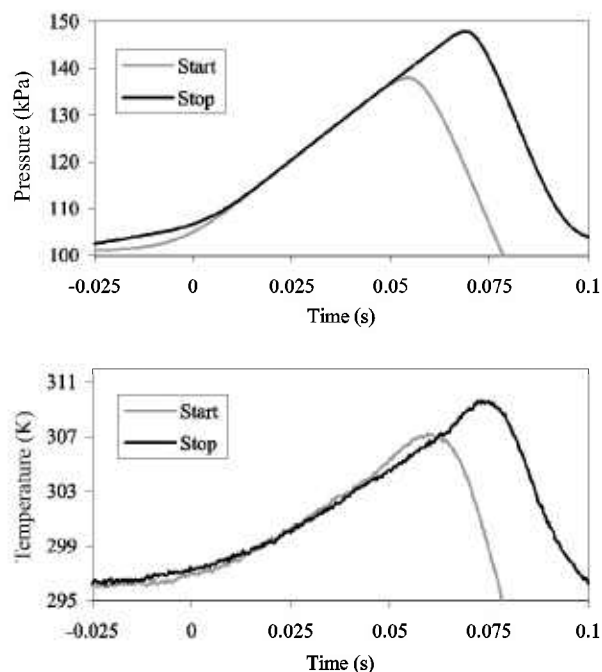 150
140
130
120
110
100
Pressure (kPa)
Start
Stop
-0.025 0 0.025 0.05 0.075 0.1
Time (s)
311
307
303
299
295
Temperature (K)
Start
Stop
-0.025 0 0.025 0.05 0.075 0.1
Time (s)